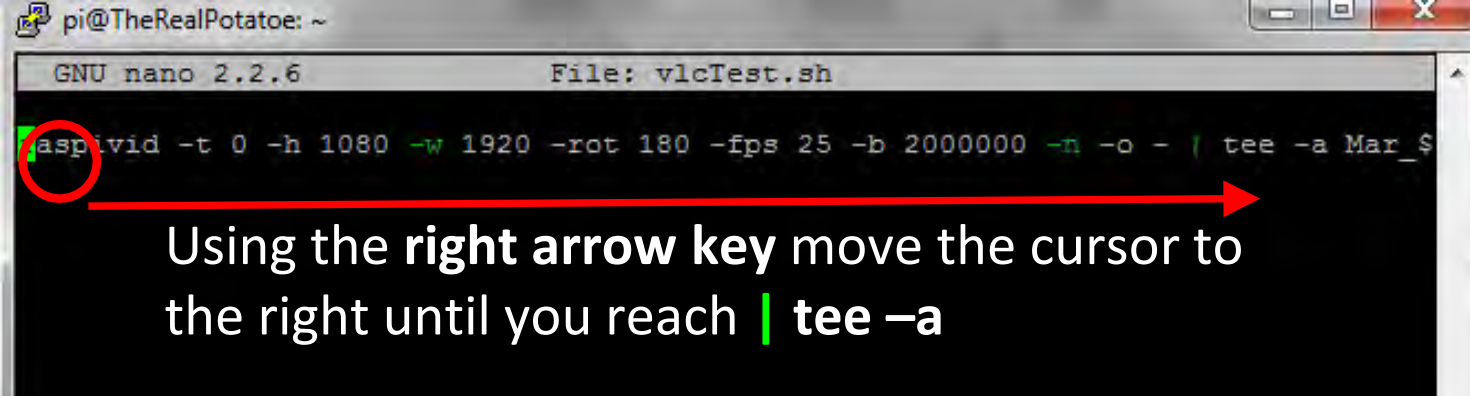 pi@TheRealPotatoe: ~
GNU nano 2.2.6 File: vlcTest.sh
raspivid -t 0 -h 1080 -w 1920 -rot 180 -fps 25 -b 2000000 -n -o - | tee -a Mar_$
Using the right arrow key move the cursor to
the right until you reach | tee –a